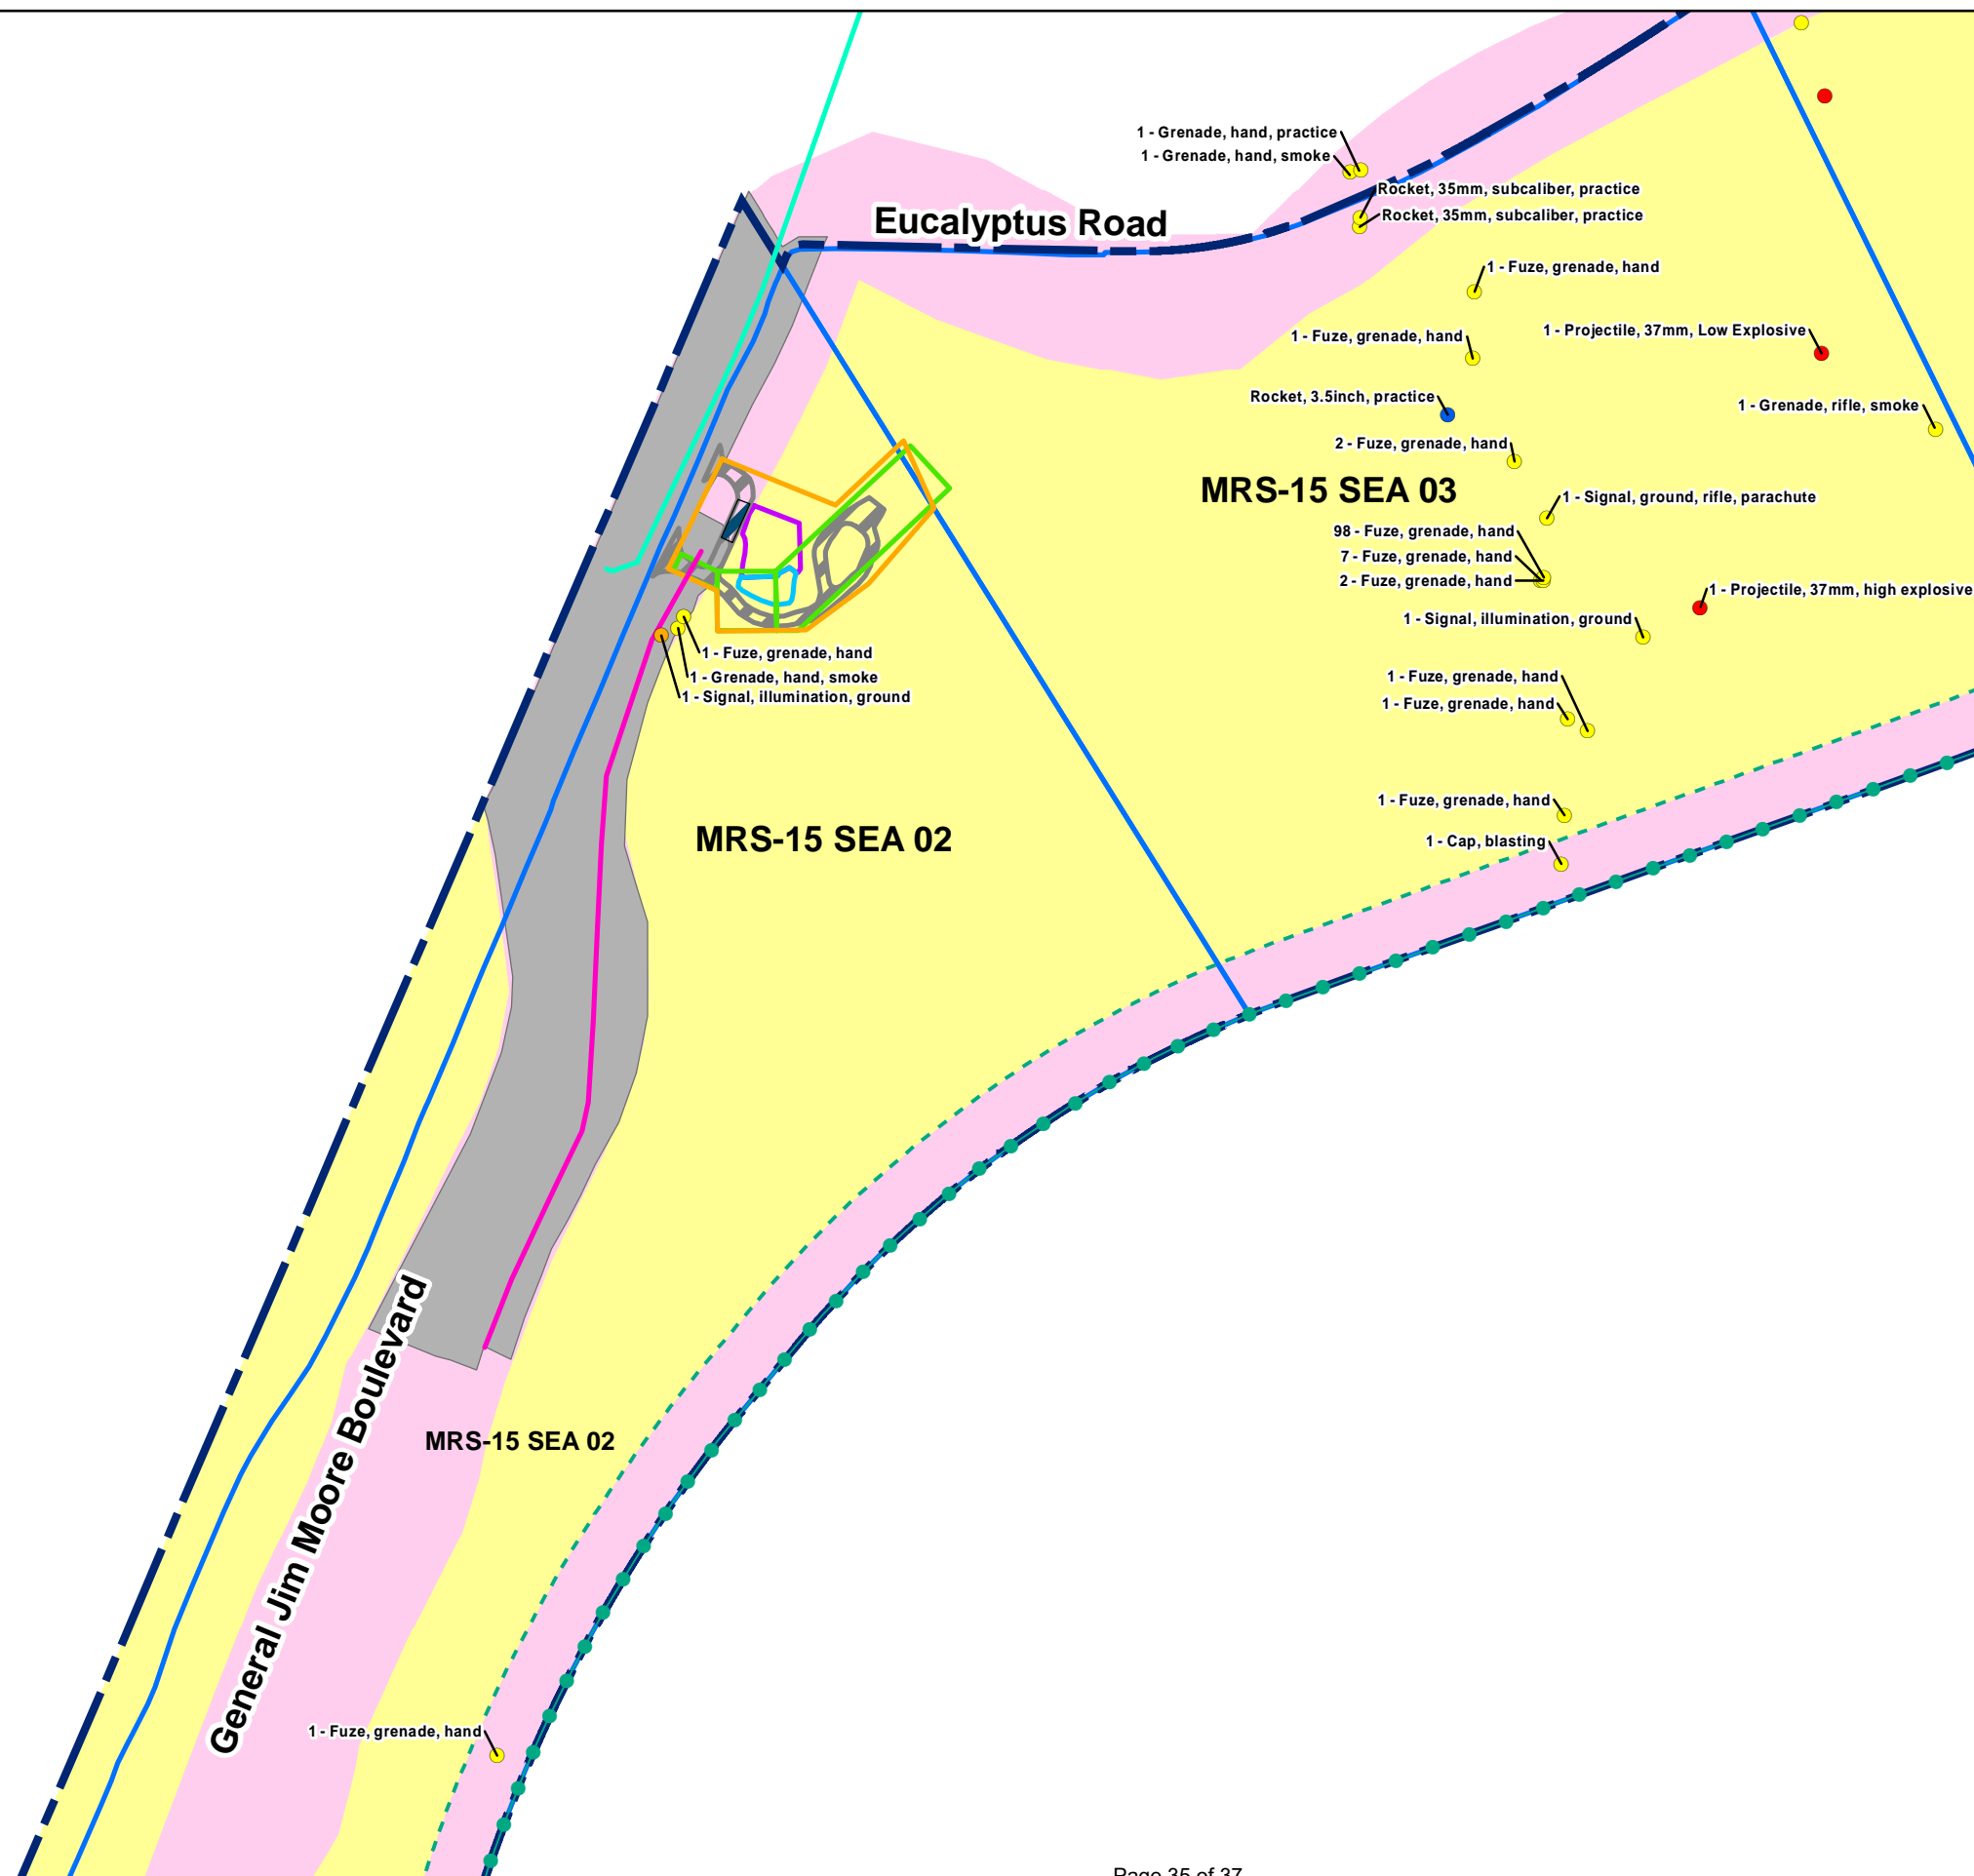 1 - Grenade, hand, practice
1 - Grenade, hand, smoke
Rocket, 35mm, subcaliber, practice
Rocket, 35mm, subcaliber, practice
Eucalyptus Road
1 - Fuze, grenade, hand
1 - Projectile, 37mm, Low Explosive
1 - Fuze, grenade, hand
Rocket, 3.5inch, practice
1 - Grenade, rifle, smoke
2 - Fuze, grenade, hand
MRS-15 SEA 03
1 - Signal, ground, rifle, parachute
98 - Fuze, grenade, hand
7 - Fuze, grenade, hand
2 - Fuze, grenade, hand
1 - Projectile, 37mm, high explosive
1 - Signal, illumination, ground
1 - Fuze, grenade, hand
1 - Grenade, hand, smoke
1 - Signal, illumination, ground
1 - Fuze, grenade, hand
1 - Fuze, grenade, hand
1 - Fuze, grenade, hand
MRS-15 SEA 02
1 - Cap, blasting
General Jim Moore Boulevard
MRS-15 SEA 02
1 - Fuze, grenade, hand
Page 35 of 37